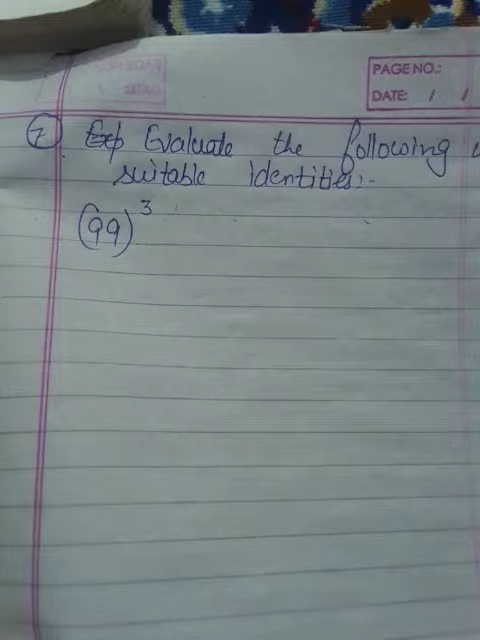 PAGE NO.:
DATE: / /
7 Exp Evaluate the following
suitable identities:-
(99)³